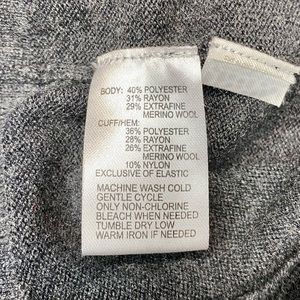 BODY: 40% POLYESTER
31% RAYON
29% EXTRAFINE
MERINO WOOL
CUFF/HEM:
36% POLYESTER
28% RAYON
26% EXTRAFINE
MERINO WOOL
10% NYLON
EXCLUSIVE OF ELASTIC
MACHINE WASH COLD
GENTLE CYCLE
ONLY NON-CHLORINE
BLEACH WHEN NEEDED
TUMBLE DRY LOW
WARM IRON IF NEEDED